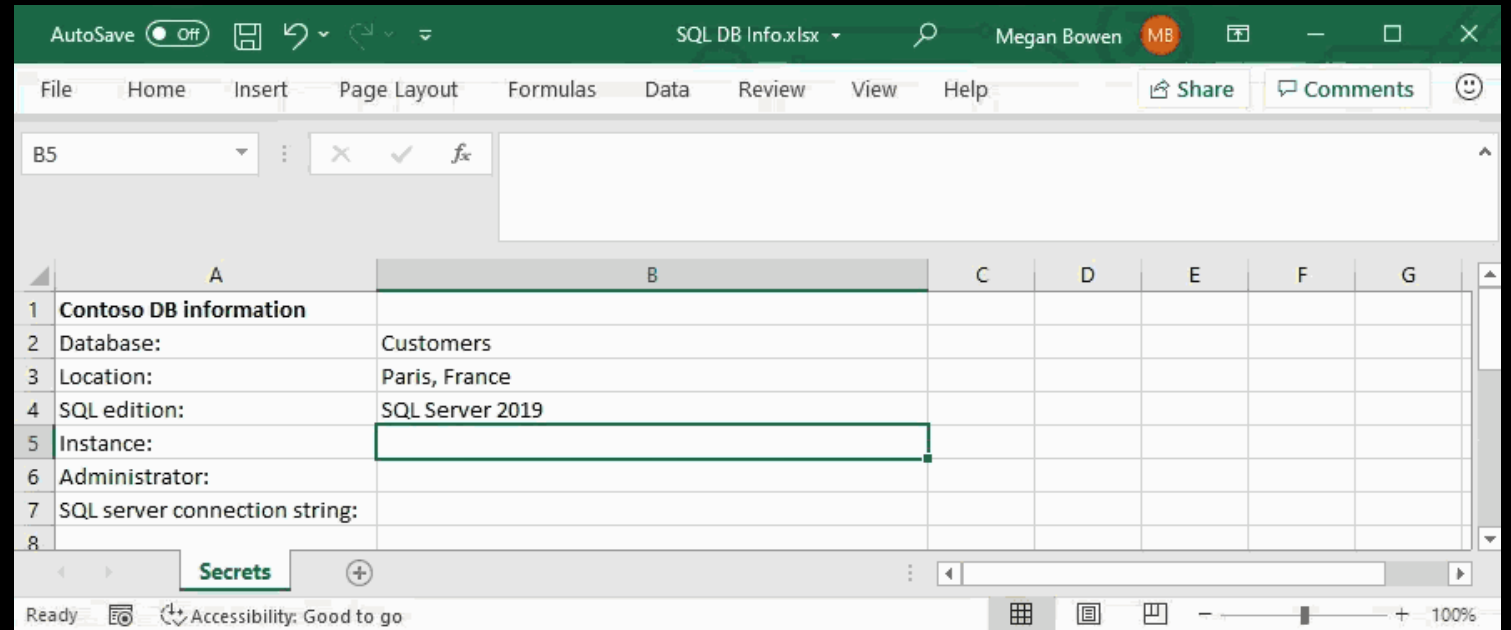 AutoSave Off SQL DB Info.xlsx Megan Bowen MB
File Home Insert Page Layout Formulas Data Review View Help Share Comments
B5 fx
A B C D E F G
1 Contoso DB information
2 Database: Customers
3 Location: Paris, France
4 SQL edition: SQL Server 2019
5 Instance:
6 Administrator:
7 SQL server connection string:
8
Secrets
Ready Accessibility: Good to go 100%